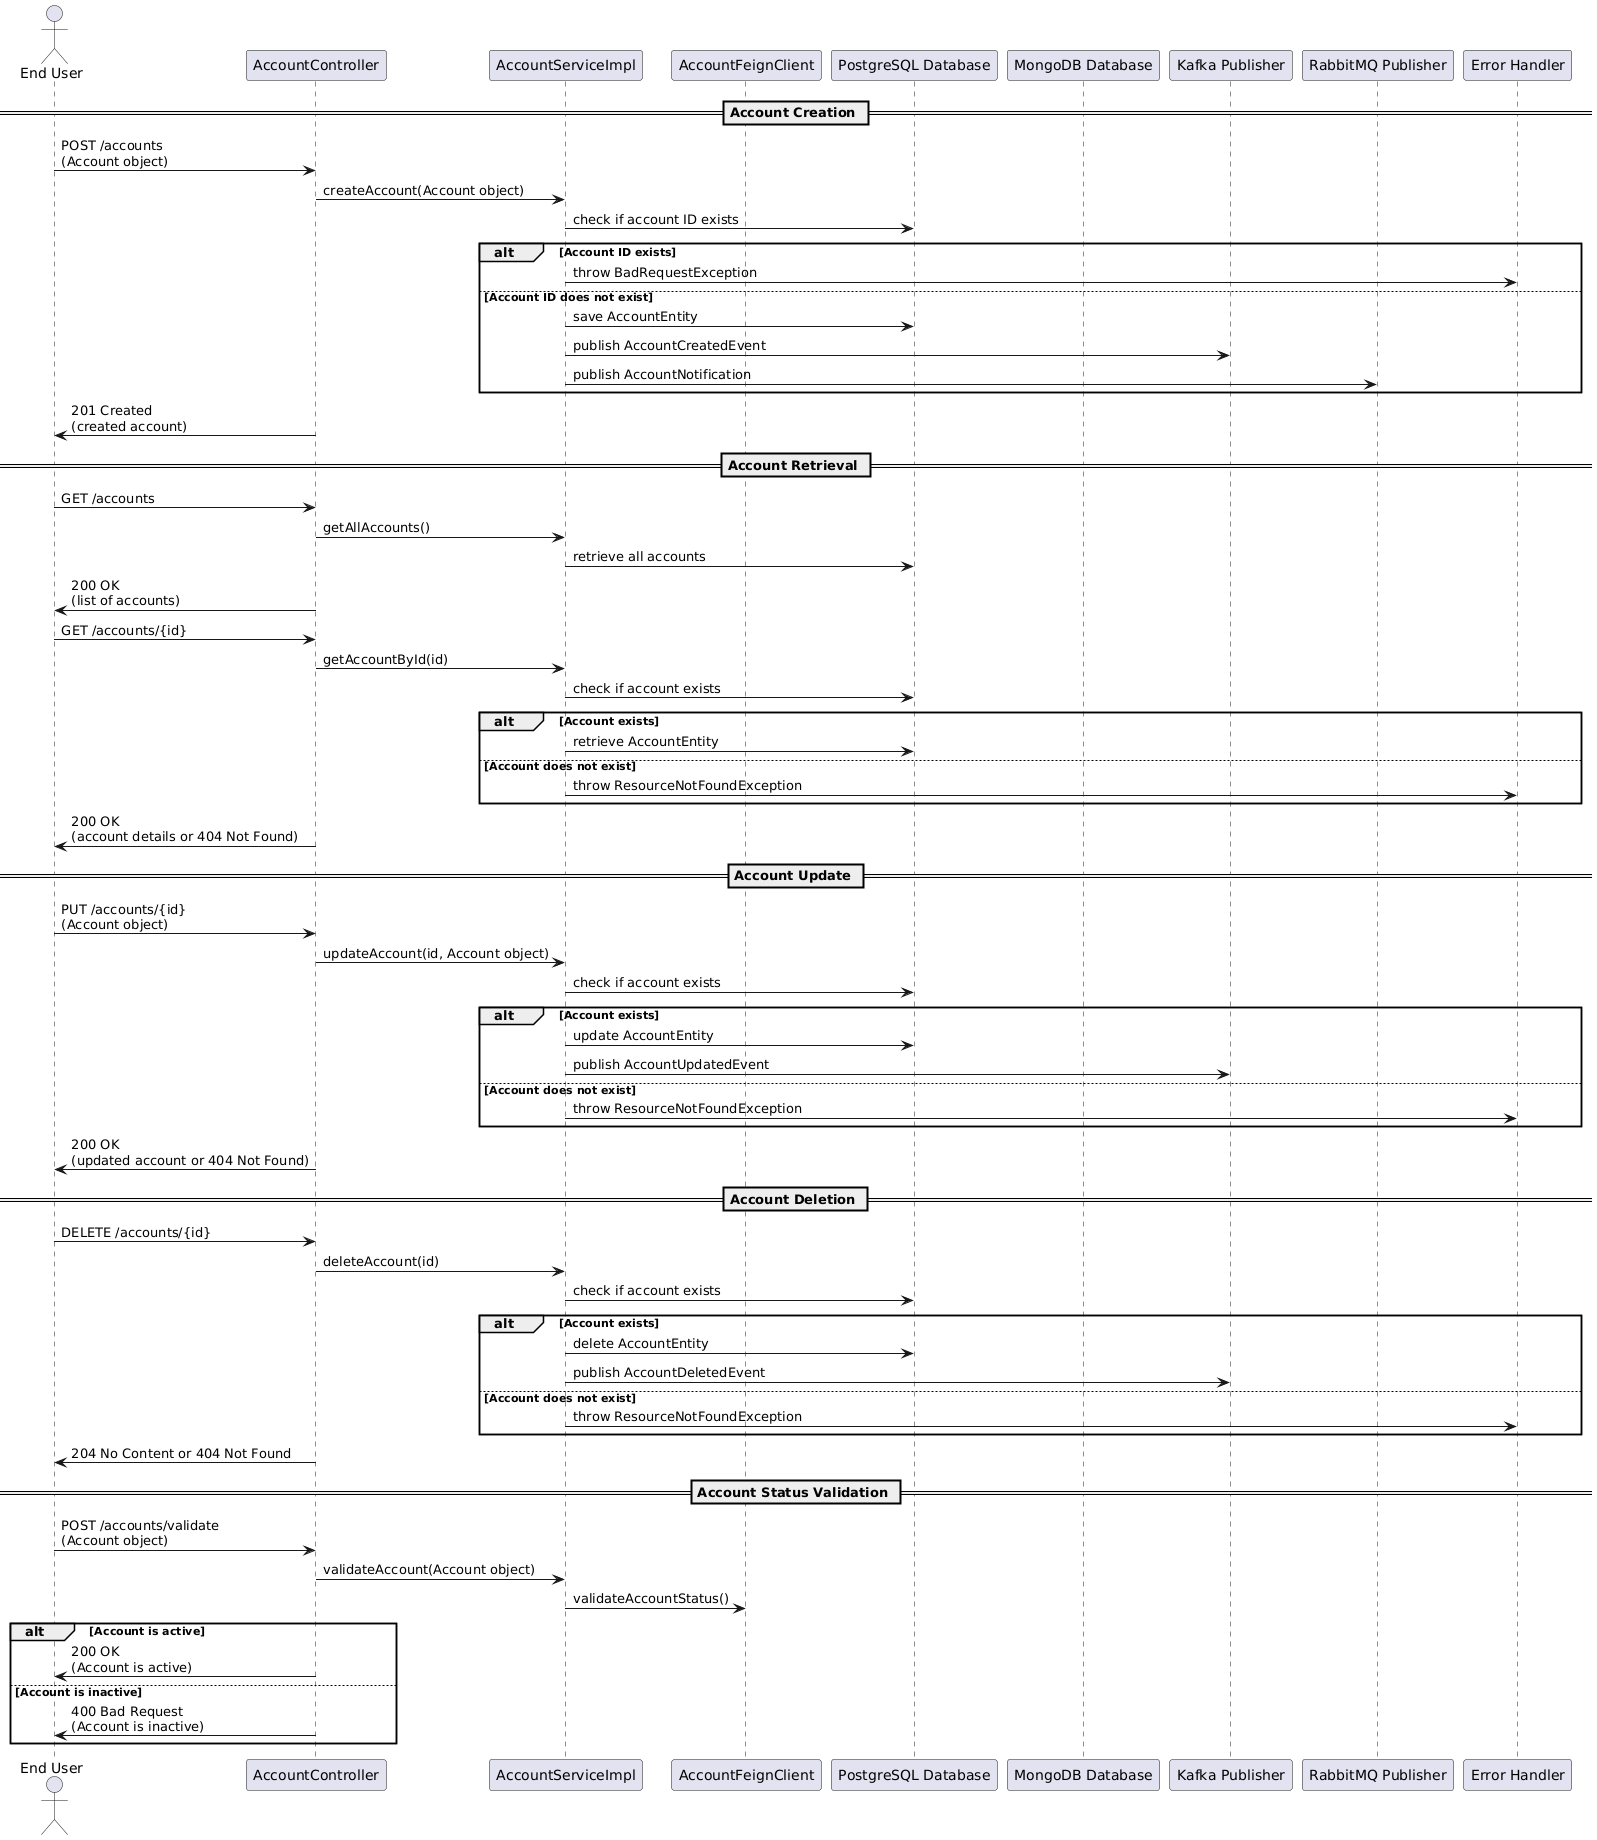 End User
AccountController
AccountServiceImpl
AccountFeignClient
PostgreSQL Database
MongoDB Database
Kafka Publisher
RabbitMQ Publisher
Error Handler
Account Creation
POST /accounts
(Account object)
createAccount(Account object)
check if account ID exists
alt
[Account ID exists]
throw BadRequestException
[Account ID does not exist]
save AccountEntity
publish AccountCreatedEvent
publish AccountNotification
201 Created
(created account)
Account Retrieval
GET /accounts
getAllAccounts()
retrieve all accounts
200 OK
(list of accounts)
GET /accounts/{id}
getAccountById(id)
check if account exists
alt
[Account exists]
retrieve AccountEntity
[Account does not exist]
throw ResourceNotFoundException
200 OK
(account details or 404 Not Found)
Account Update
PUT /accounts/{id}
(Account object)
updateAccount(id, Account object)
check if account exists
alt
[Account exists]
update AccountEntity
publish AccountUpdatedEvent
[Account does not exist]
throw ResourceNotFoundException
200 OK
(updated account or 404 Not Found)
Account Deletion
DELETE /accounts/{id}
deleteAccount(id)
check if account exists
alt
[Account exists]
delete AccountEntity
publish AccountDeletedEvent
[Account does not exist]
throw ResourceNotFoundException
204 No Content or 404 Not Found
Account Status Validation
POST /accounts/validate
(Account object)
validateAccount(Account object)
validateAccountStatus()
alt
[Account is active]
200 OK
(Account is active)
[Account is inactive]
400 Bad Request
(Account is inactive)
End User
AccountController
AccountServiceImpl
AccountFeignClient
PostgreSQL Database
MongoDB Database
Kafka Publisher
RabbitMQ Publisher
Error Handler